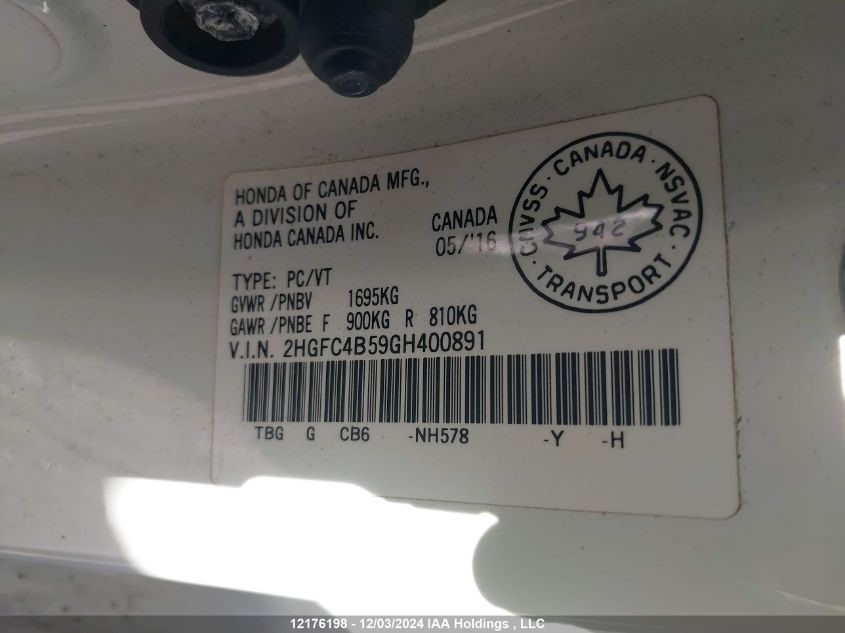 HONDA OF CANADA MFG.,
A DIVISION OF
HONDA CANADA INC.
CANADA
05/'16
CMVSS · CANADA · NSVAC · TRANSPORT ·
942
TYPE: PC/VT
GVWR /PNBV 1695KG
GAWR /PNBE F 900KG R 810KG
V.I.N. 2HGFC4B59GH400891
TBG G CB6 -NH578 -Y -H
12176198 - 12/03/2024 IAA Holdings , LLC